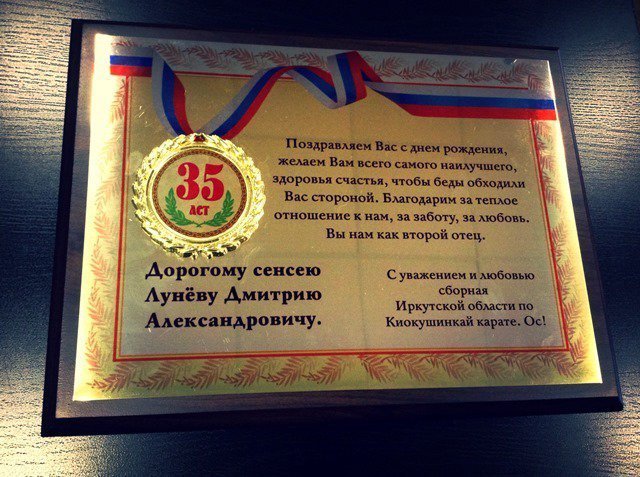 35
ЛЕТ
Поздравляем Вас с днем рождения,
желаем Вам всего самого наилучшего,
здоровья счастья, чтобы беды обходили
Вас стороной. Благодарим за теплое
отношение к нам, за заботу, за любовь.
Вы нам как второй отец.
Дорогому сенсею
Лунёву Дмитрию
Александровичу.
С уважением и любовью
сборная
Иркутской области по
Киокушинкай карате. Ос!